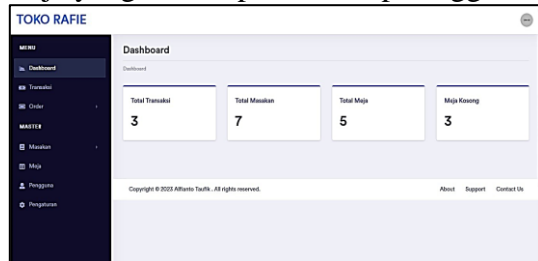 TOKO RAFIE
MENU
Dashboard
Transaksi
Order
MASTER
Masakan
Meja
Pengguna
Pengaturan
Dashboard
Dashboard
Total Transaksi
3
Total Masakan
7
Total Meja
5
Meja Kosong
3
Copyright © 2023 Alfianto Taufik . All rights reserved.
About Support Contact Us